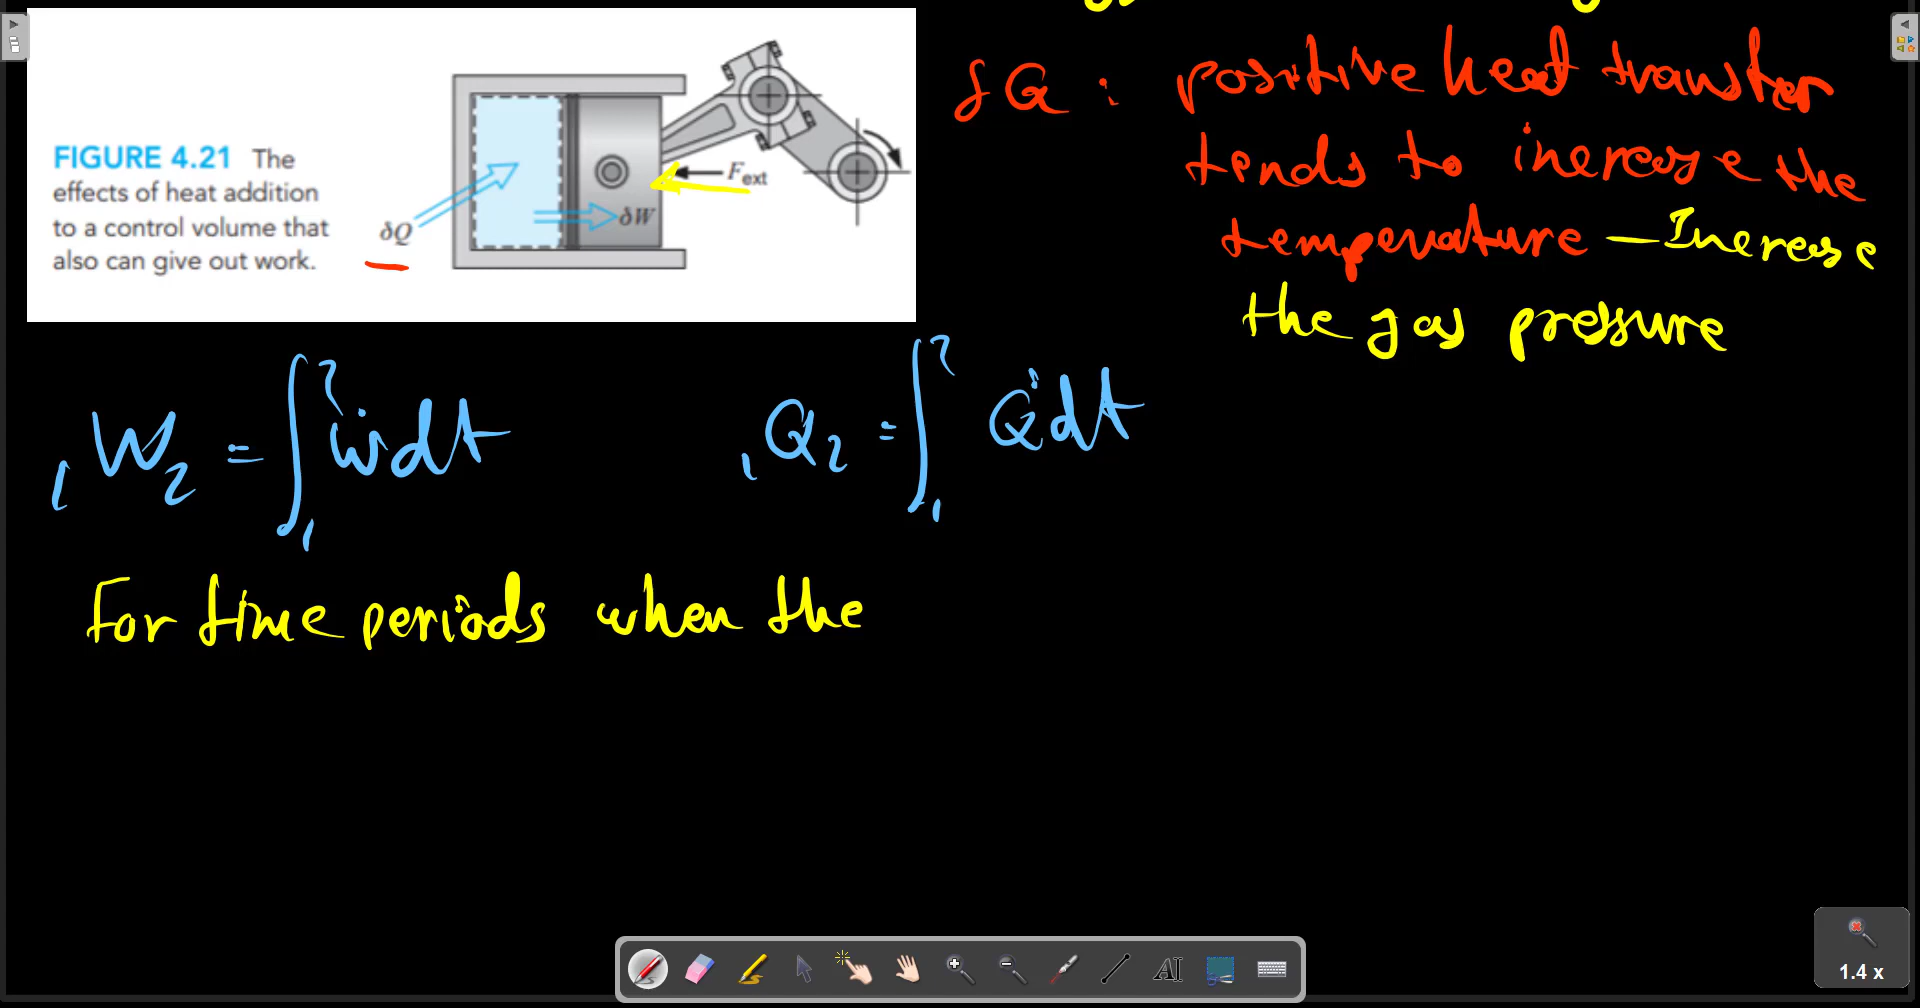 FIGURE 4.21 The
effects of heat addition
to a control volume that
also can give out work.
δQ
δW
F_ext
δQ : positive heat transfer
tends to increase the
temperature – Increase
the gas pressure
₁W₂ = ∫₁² Ẇdt
₁Q₂ = ∫₁² Q̇dt
For time periods when the
1.4 x